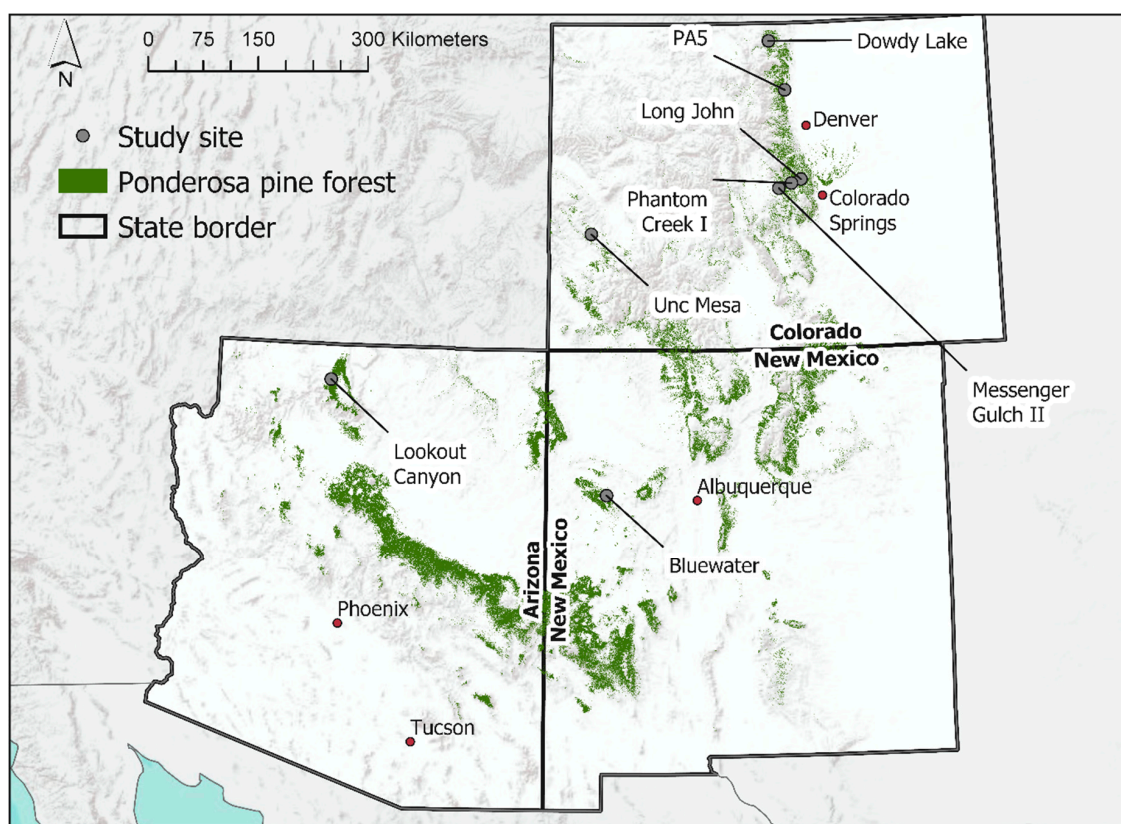 0 75 150 300 Kilometers
N
Study site
Ponderosa pine forest
State border
PA5
Dowdy Lake
Long John
Denver
Phantom
Creek I
Colorado
Springs
Unc Mesa
Colorado
New Mexico
Messenger
Gulch II
Lookout
Canyon
Albuquerque
Bluewater
Arizona
New Mexico
Phoenix
Tucson